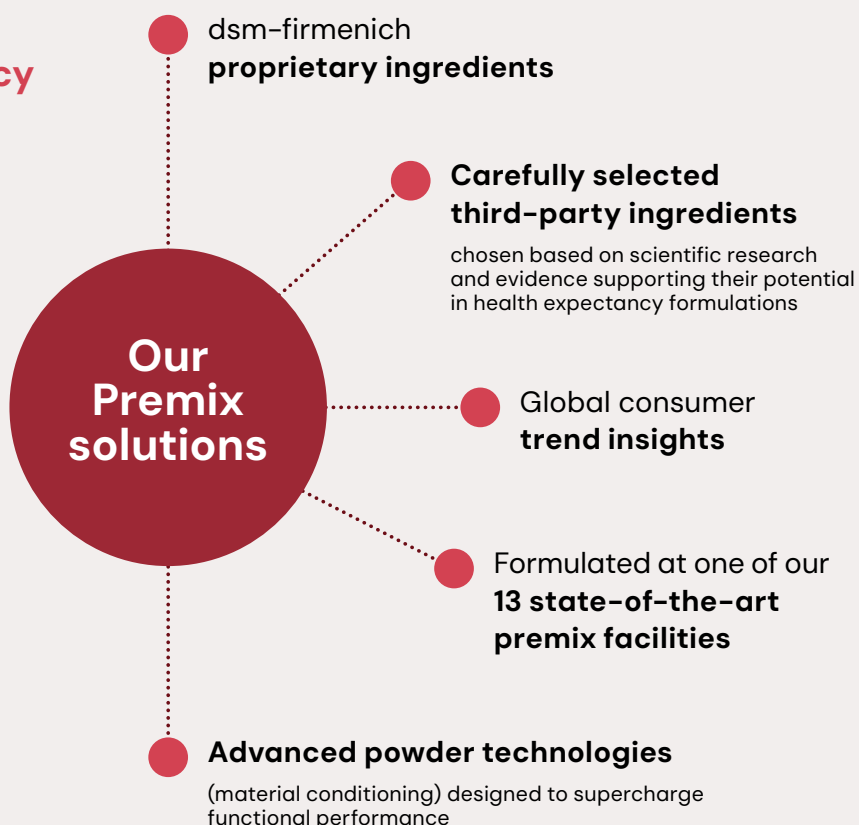 dsm-firmenich
proprietary ingredients
Carefully selected
third-party ingredients
chosen based on scientific research
and evidence supporting their potential
in health expectancy formulations
Our
Premix
solutions
Global consumer
trend insights
Formulated at one of our
13 state-of-the-art
premix facilities
Advanced powder technologies
(material conditioning) designed to supercharge
functional performance